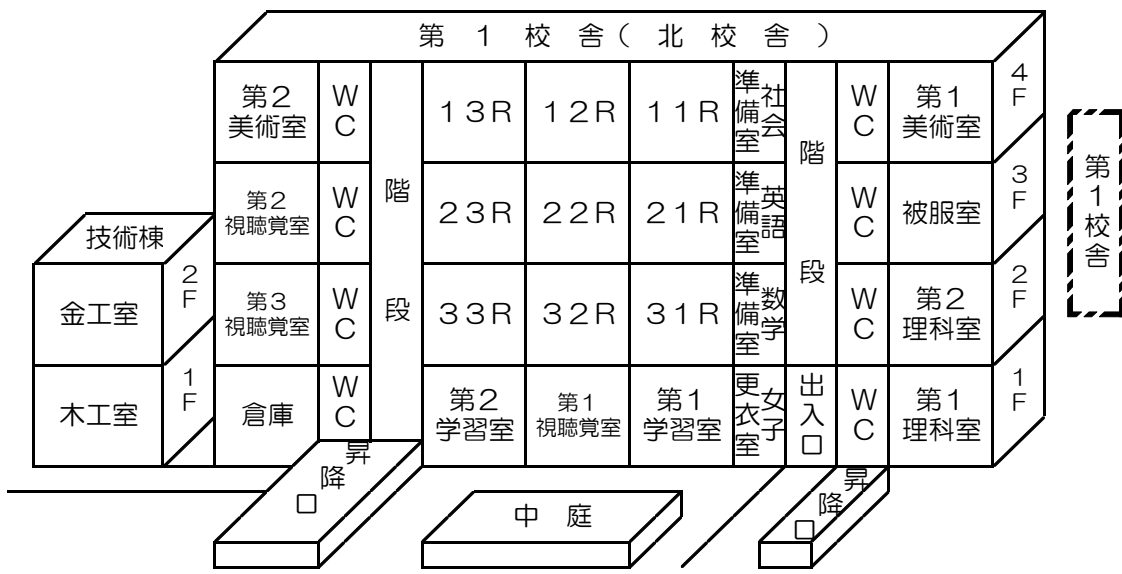 第１校舎（北校舎）
第２美術室
ＷＣ
階段
１３Ｒ
１２Ｒ
１１Ｒ
社会準備室
階段
ＷＣ
第１美術室
４Ｆ
第２視聴覚室
ＷＣ
２３Ｒ
２２Ｒ
２１Ｒ
英語準備室
ＷＣ
被服室
３Ｆ
第１校舎
技術棟
金工室
２Ｆ
第３視聴覚室
ＷＣ
３３Ｒ
３２Ｒ
３１Ｒ
数学準備室
ＷＣ
第２理科室
２Ｆ
木工室
１Ｆ
倉庫
ＷＣ
第２学習室
第１視聴覚室
第１学習室
女子更衣室
出入口
ＷＣ
第１理科室
１Ｆ
昇降口
中庭
昇降口